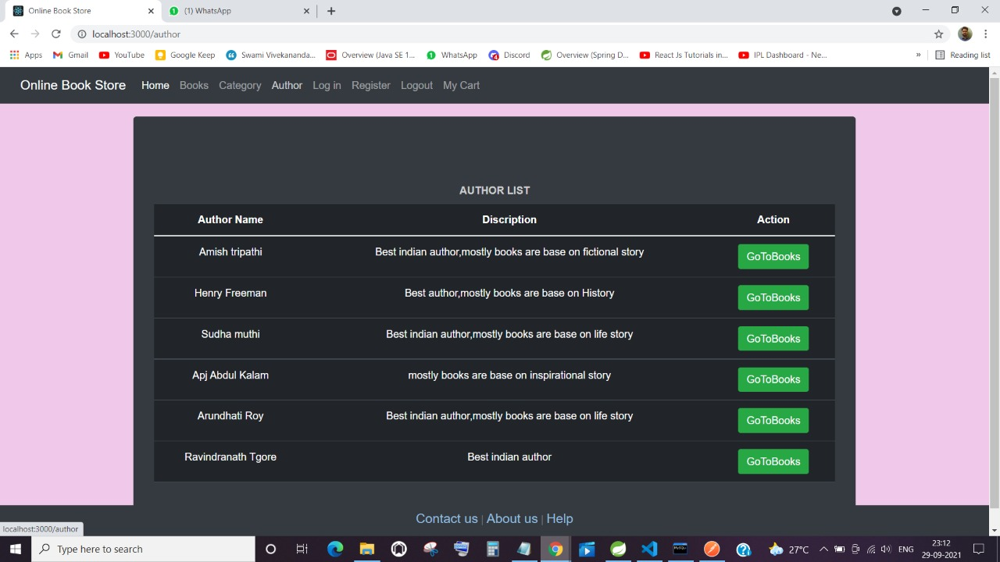 Online Book Store
(1) WhatsApp
localhost:3000/author
Apps Gmail YouTube Google Keep Swami Vivekananda... Overview (Java SE 1... WhatsApp Discord Overview (Spring D... React Js Tutorials in... IPL Dashboard - Ne... » Reading list
Online Book Store Home Books Category Author Log in Register Logout My Cart
AUTHOR LIST
Author Name Discription Action
Amish tripathi Best indian author,mostly books are base on fictional story GoToBooks
Henry Freeman Best author,mostly books are base on History GoToBooks
Sudha muthi Best indian author,mostly books are base on life story GoToBooks
Apj Abdul Kalam mostly books are base on inspirational story GoToBooks
Arundhati Roy Best indian author,mostly books are base on life story GoToBooks
Ravindranath Tgore Best indian author GoToBooks
Contact us | About us | Help
localhost:3000/author
Type here to search
27°C
ENG
23:12
29-09-2021